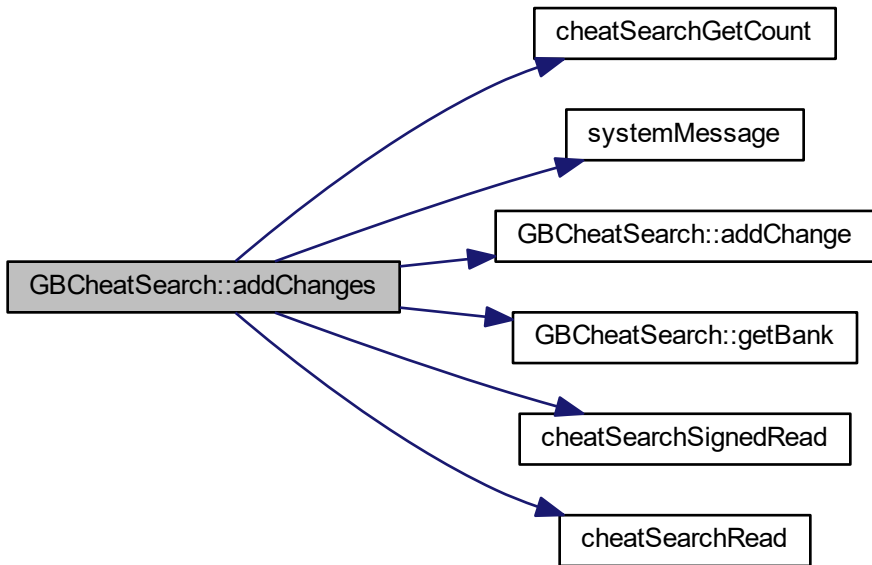 cheatSearchGetCount
systemMessage
GBCheatSearch::addChange
GBCheatSearch::addChanges
GBCheatSearch::getBank
cheatSearchSignedRead
cheatSearchRead